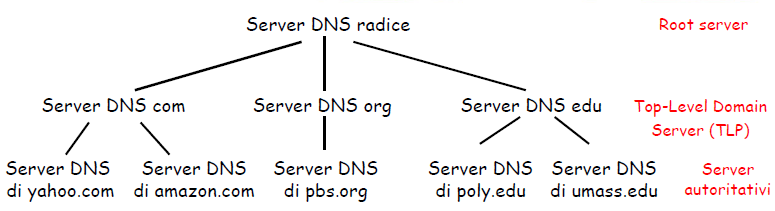 Server DNS radice
Root server
Server DNS com
Server DNS org
Server DNS edu
Top-Level Domain
Server (TLP)
Server DNS
di yahoo.com
Server DNS
di amazon.com
Server DNS
di pbs.org
Server DNS
di poly.edu
Server DNS
di umass.edu
Server
autoritativi